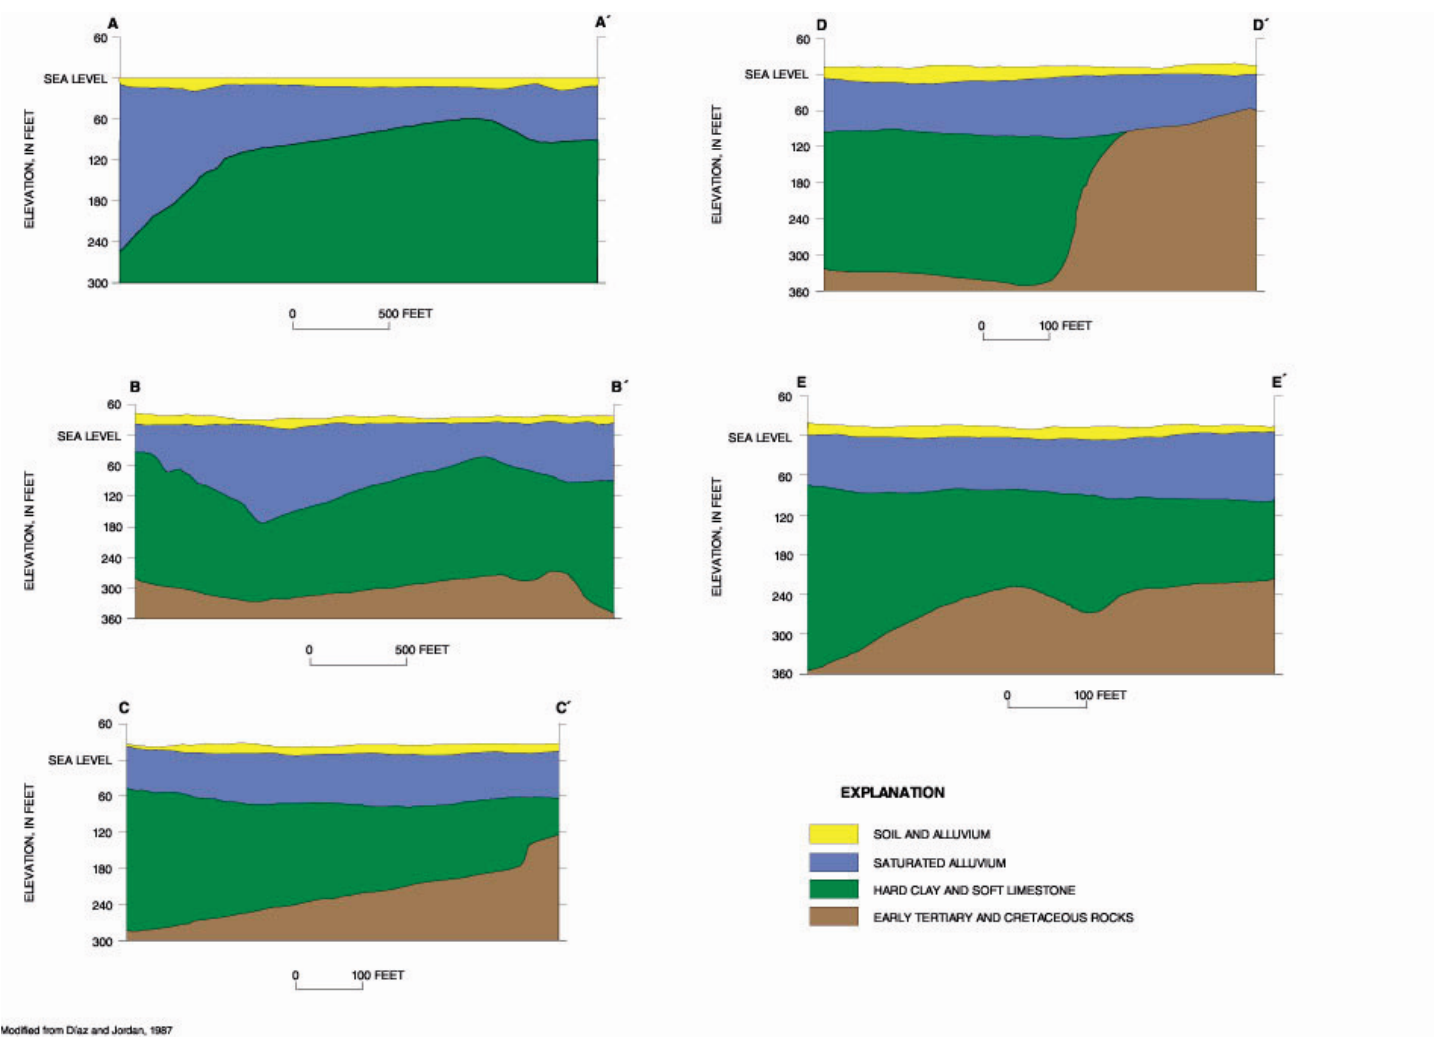 A A´
60
SEA LEVEL
60
120
180
240
300
ELEVATION, IN FEET
0 500 FEET
B B´
60
SEA LEVEL
60
120
180
240
300
360
ELEVATION, IN FEET
0 500 FEET
C C´
60
SEA LEVEL
60
120
180
240
300
ELEVATION, IN FEET
0 100 FEET
D D´
60
SEA LEVEL
60
120
180
240
300
360
ELEVATION, IN FEET
0 100 FEET
E E´
60
SEA LEVEL
60
120
180
240
300
360
ELEVATION, IN FEET
0 100 FEET
EXPLANATION
SOIL AND ALLUVIUM
SATURATED ALLUVIUM
HARD CLAY AND SOFT LIMESTONE
EARLY TERTIARY AND CRETACEOUS ROCKS
Modified from Díaz and Jordan, 1987